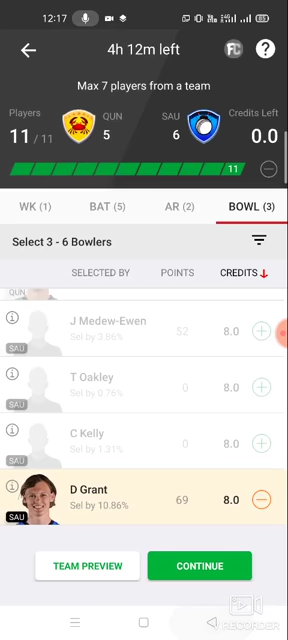 12:17
85
4h 12m left
FC
?
Max 7 players from a team
Players QUN SAU Credits Left
11 / 11 5 6 0.0
11
WK (1) BAT (5) AR (2) BOWL (3)
Select 3 - 6 Bowlers
SELECTED BY POINTS CREDITS
QUN
J Medew-Ewen
Sel by 3.86% 52 8.0
SAU
T Oakley
Sel by 0.76% 0 8.0
SAU
C Kelly
Sel by 1.31% 0 8.0
SAU
D Grant
Sel by 10.86% 69 8.0
SAU
TEAM PREVIEW CONTINUE
RECORDER